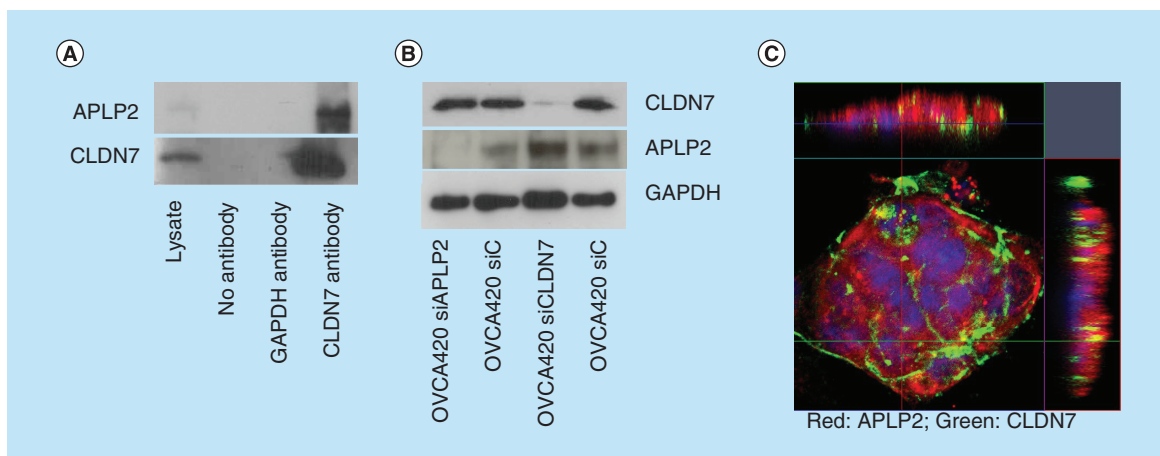 A
APLP2
CLDN7
Lysate
No antibody
GAPDH antibody
CLDN7 antibody
B
CLDN7
APLP2
GAPDH
OVCA420 siAPLP2
OVCA420 siC
OVCA420 siCLDN7
OVCA420 siC
C
Red: APLP2; Green: CLDN7